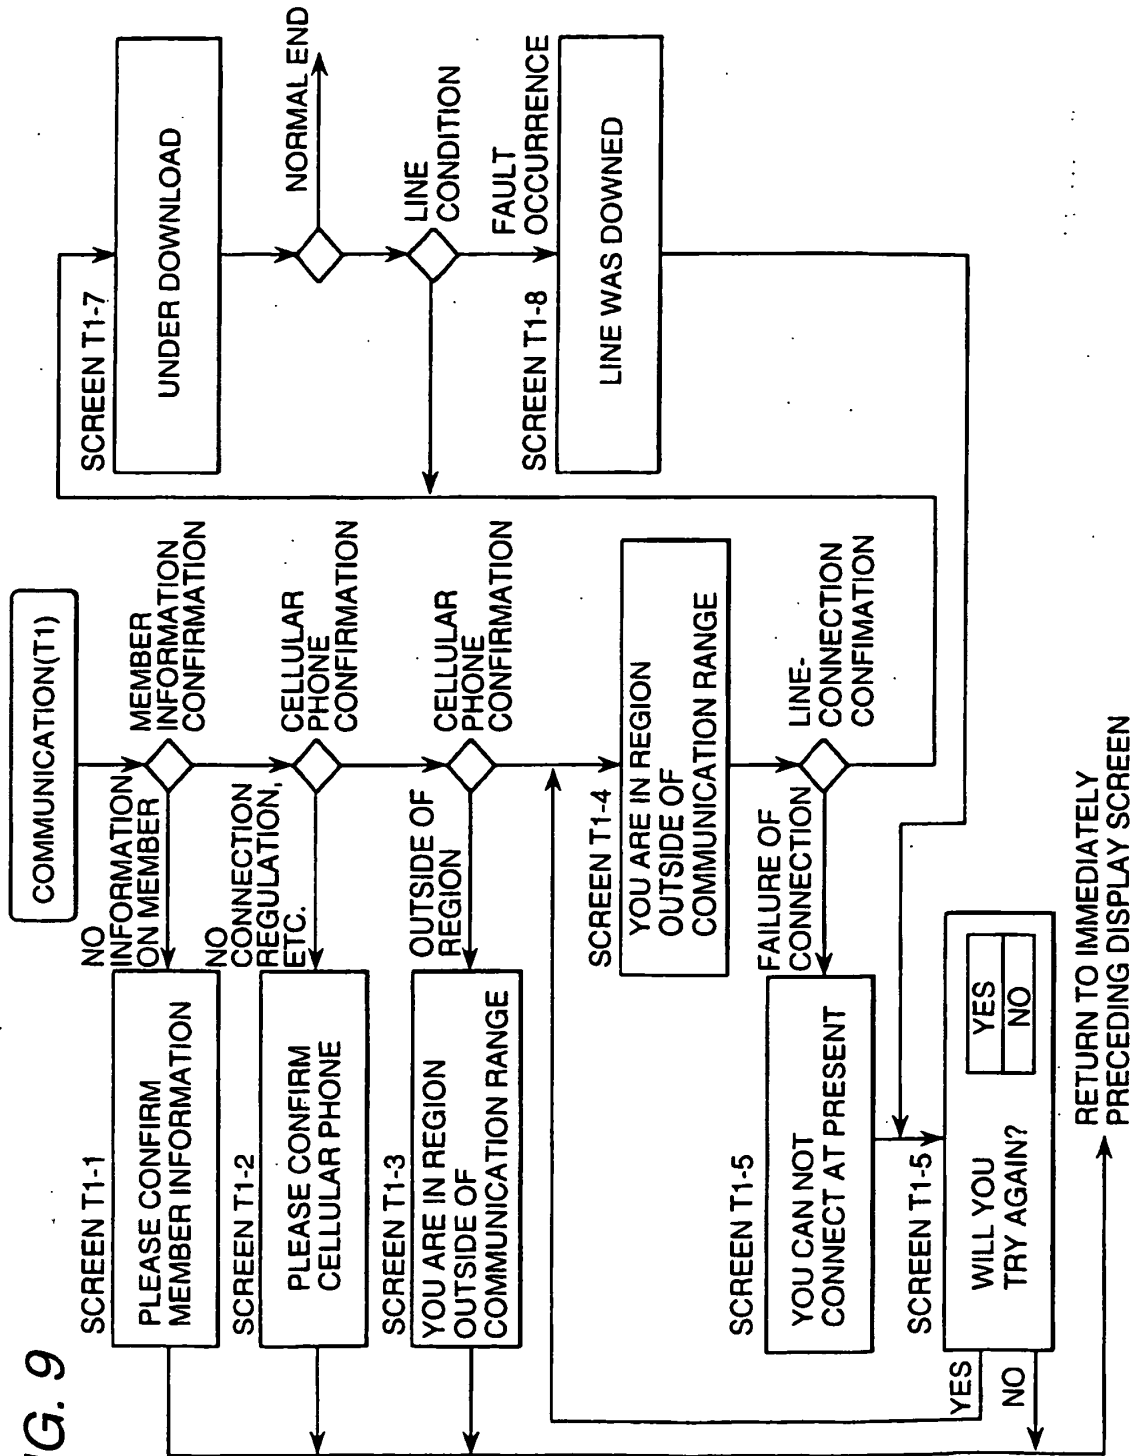 FIG. 9
COMMUNICATION(T1)
NO
INFORMATION
ON MEMBER
MEMBER
INFORMATION
CONFIRMATION
SCREEN T1-1
PLEASE CONFIRM
MEMBER INFORMATION
NO
CONNECTION
REGULATION,
ETC.
CELLULAR
PHONE
CONFIRMATION
SCREEN T1-2
PLEASE CONFIRM
CELLULAR PHONE
OUTSIDE OF
REGION
CELLULAR
PHONE
CONFIRMATION
SCREEN T1-3
YOU ARE IN REGION
OUTSIDE OF
COMMUNICATION RANGE
SCREEN T1-4
YOU ARE IN REGION
OUTSIDE OF
COMMUNICATION RANGE
FAILURE OF
CONNECTION
LINE-
CONNECTION
CONFIMATION
SCREEN T1-5
YOU CAN NOT
CONNECT AT PRESENT
SCREEN T1-5
WILL YOU
TRY AGAIN?
YES
NO
YES
NO
RETURN TO IMMEDIATELY
PRECEDING DISPLAY SCREEN
SCREEN T1-7
UNDER DOWNLOAD
NORMAL END
LINE
CONDITION
FAULT
OCCURRENCE
SCREEN T1-8
LINE WAS DOWNED